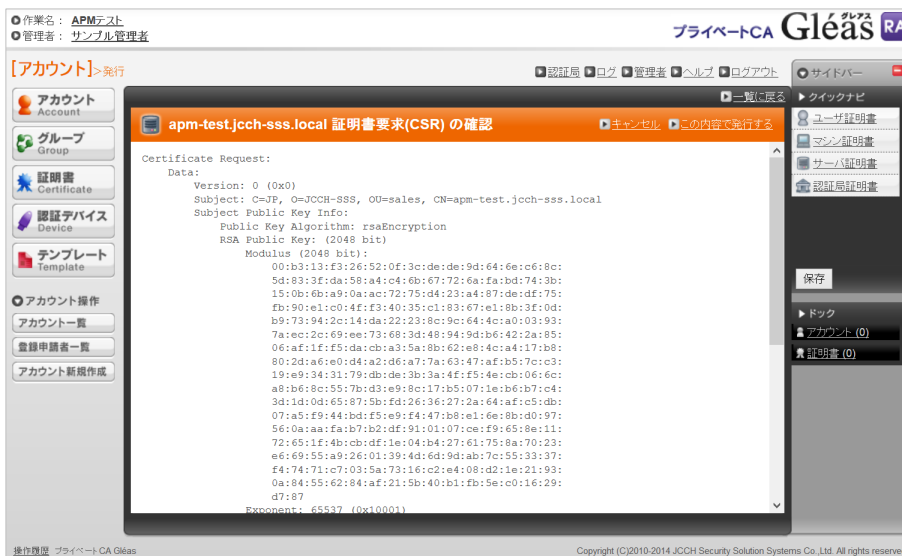 作業名： APMテスト
管理者： サンプル管理者
プライベートCA Gléas グレアス RA
[アカウント]>発行
認証局 ログ 管理者 ヘルプ ログアウト
サイドバー
アカウント
Account
グループ
Group
証明書
Certificate
認証デバイス
Device
テンプレート
Template
アカウント操作
アカウント一覧
登録申請者一覧
アカウント新規作成
一覧に戻る
apm-test.jcch-sss.local 証明書要求(CSR) の確認
キャンセル この内容で発行する
Certificate Request:
Data:
Version: 0 (0x0)
Subject: C=JP, O=JCCH-SSS, OU=sales, CN=apm-test.jcch-sss.local
Subject Public Key Info:
Public Key Algorithm: rsaEncryption
RSA Public Key: (2048 bit)
Modulus (2048 bit):
00:b3:13:f3:26:52:0f:3c:de:de:9d:64:6e:c6:8c:
5d:83:3f:da:58:a4:c4:6b:67:72:6a:fa:bd:74:3b:
15:0b:6b:a9:0a:ac:72:75:d4:23:a4:87:de:df:75:
fb:90:e1:c0:4f:f3:40:35:c1:83:67:e1:8b:3f:0d:
b9:73:94:2c:14:da:22:23:8c:9c:64:4c:a0:03:93:
7a:ec:2c:69:ee:73:68:3d:48:94:9d:b6:42:2a:85:
06:af:1f:f5:da:cb:a3:5a:8b:62:e8:4c:a4:17:b8:
80:2d:a6:e0:d4:a2:d6:a7:7a:63:47:af:b5:7c:c3:
19:e9:34:31:79:db:de:3b:3a:4f:f5:4e:cb:06:6c:
a8:b6:8c:55:7b:d3:e9:8c:17:b5:07:1e:b6:b7:c4:
3d:1d:0d:65:87:5b:fd:26:36:27:2a:64:af:c5:db:
07:a5:f9:44:bd:f5:e9:f4:47:b8:e1:6e:8b:d0:97:
56:0a:aa:fa:b7:b2:df:91:01:07:ce:f9:65:8e:11:
72:65:1f:4b:cb:df:1e:04:b4:27:61:75:8a:70:23:
e6:69:55:a9:26:01:39:4d:6d:9d:ab:7c:55:33:37:
f4:74:71:c7:03:5a:73:16:c2:e4:08:d2:1e:21:93:
0a:84:55:62:84:af:21:5b:40:b1:fb:5e:c0:16:29:
d7:87
Exponent: 65537 (0x10001)
クイックナビ
ユーザ証明書
マシン証明書
サーバ証明書
認証局証明書
保存
ドック
アカウント (0)
証明書 (0)
操作履歴 プライベートCA Gléas
Copyright (C)2010-2014 JCCH Security Solution Systems Co.,Ltd. All rights reserve